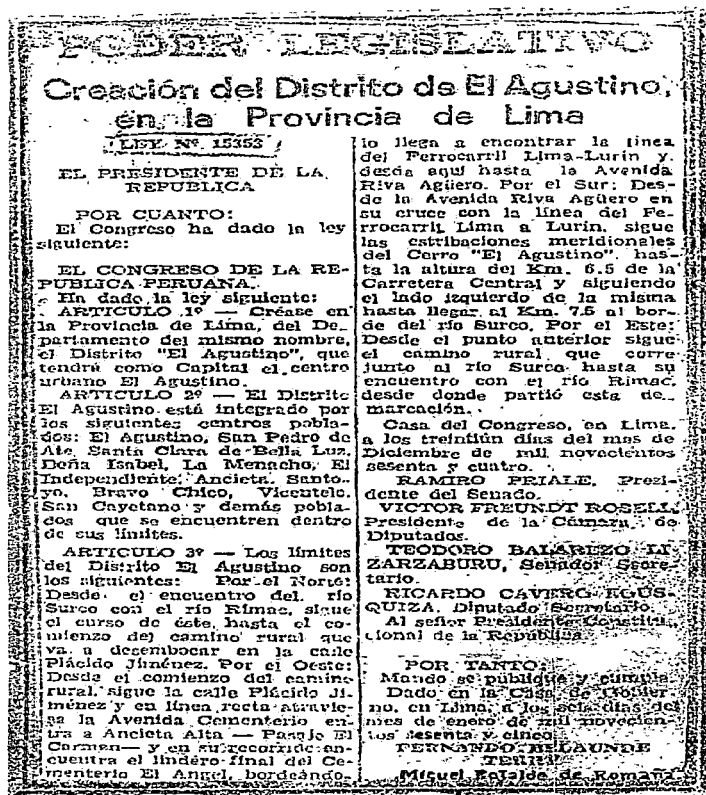 PODER LEGISLATIVO
Creación del Distrito de El Agustino,
en la Provincia de Lima
LEY Nº 15353
EL PRESIDENTE DE LA
REPUBLICA
POR CUANTO:
El Congreso ha dado la ley
siguiente:
EL CONGRESO DE LA RE-
PUBLICA PERUANA.
Ha dado la ley siguiente:
ARTICULO 1º — Créase en
la Provincia de Lima, del De-
partamento del mismo nombre,
el Distrito "El Agustino", que
tendrá como Capital el centro
urbano El Agustino.
ARTICULO 2º — El Distrito
El Agustino está integrado por
los siguientes centros pobla-
dos: El Agustino, San Pedro de
Ate, Santa Clara de Bella Luz,
Doña Isabel, La Menacho, El
Independiente, Ancieta, Santo-
yo, Bravo Chico, Vicentelo,
San Cayetano y demás pobla-
dos que se encuentren dentro
de sus límites.
ARTICULO 3º — Los límites
del Distrito El Agustino son
los siguientes: Por el Norte:
Desde el encuentro del río
Surco con el río Rímac, sigue
el curso de éste, hasta el co-
mienzo del camino rural que
va a desembocar en la calle
Plácido Jiménez. Por el Oeste:
Desde el comienzo del camino
rural, sigue la calle Plácido Ji-
ménez y en línea recta atravie-
sa la Avenida Cementerio en-
tra a Ancieta Alta — Pasaje El
Carmen — y en su recorrido en-
cuentra el lindero final del Ce-
menterio El Angel, bordeándo-
lo llega a encontrar la línea
del Ferrocarril Lima-Lurín y
desde aquí hasta la Avenida
Riva Agüero. Por el Sur: Des-
de la Avenida Riva Agüero en
su cruce con la línea del Fe-
rrocarril Lima a Lurín, sigue
las estribaciones meridionales
del Cerro "El Agustino", has-
ta la altura del Km. 6.5 de la
Carretera Central y siguiendo
el lado izquierdo de la misma
hasta llegar al Km. 7.5 al bor-
de del río Surco. Por el Este:
Desde el punto anterior sigue
el camino rural que corre
junto al río Surco hasta su
encuentro con el río Rímac,
desde donde partió esta de-
marcación.
Casa del Congreso, en Lima,
a los treintiún días del mes de
Diciembre de mil novecientos
sesenta y cuatro.
RAMIRO PRIALE, Presi-
dente del Senado.
VICTOR FREUNDT ROSELL,
Presidente de la Cámara de
Diputados.
TEODORO BALAREZO LI-
ZARZABURU, Senador Secre-
tario.
RICARDO CAVERO EGUS-
QUIZA, Diputado Secretario.
Al señor Presidente Constitu-
cional de la República
POR TANTO:
Mando se publique y cumpla
Dado en la Casa de Gobier-
no, en Lima, a los seis días del
mes de enero de mil novecien-
tos sesenta y cinco
FERNANDO BELAUNDE
TERRY
Miguel Rotalde de Romaña